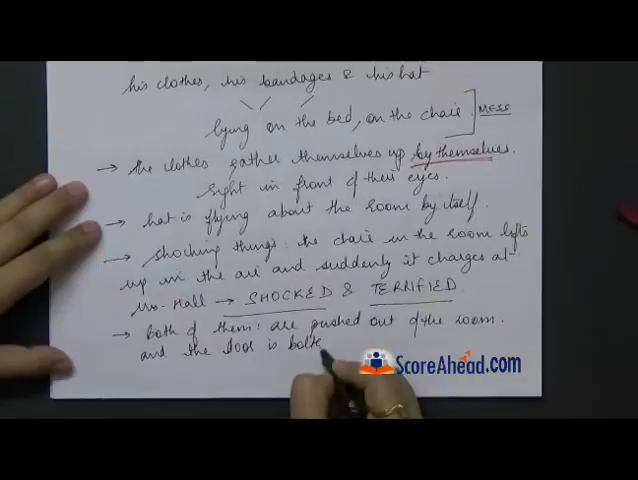 his clothes, his bandages & his hat
lying on the bed, on the chair MESS
→ the clothes gather themselves up by themselves.
right in front of their eyes.
→ hat is flying about the room by itself.
→ shocking things: the chair in the room lifts
up in the air and suddenly it charges at
Mrs. Hall → SHOCKED & TERRIFIED.
→ both of them: are pushed out of the room.
and the door is bolte
ScoreAhead.com